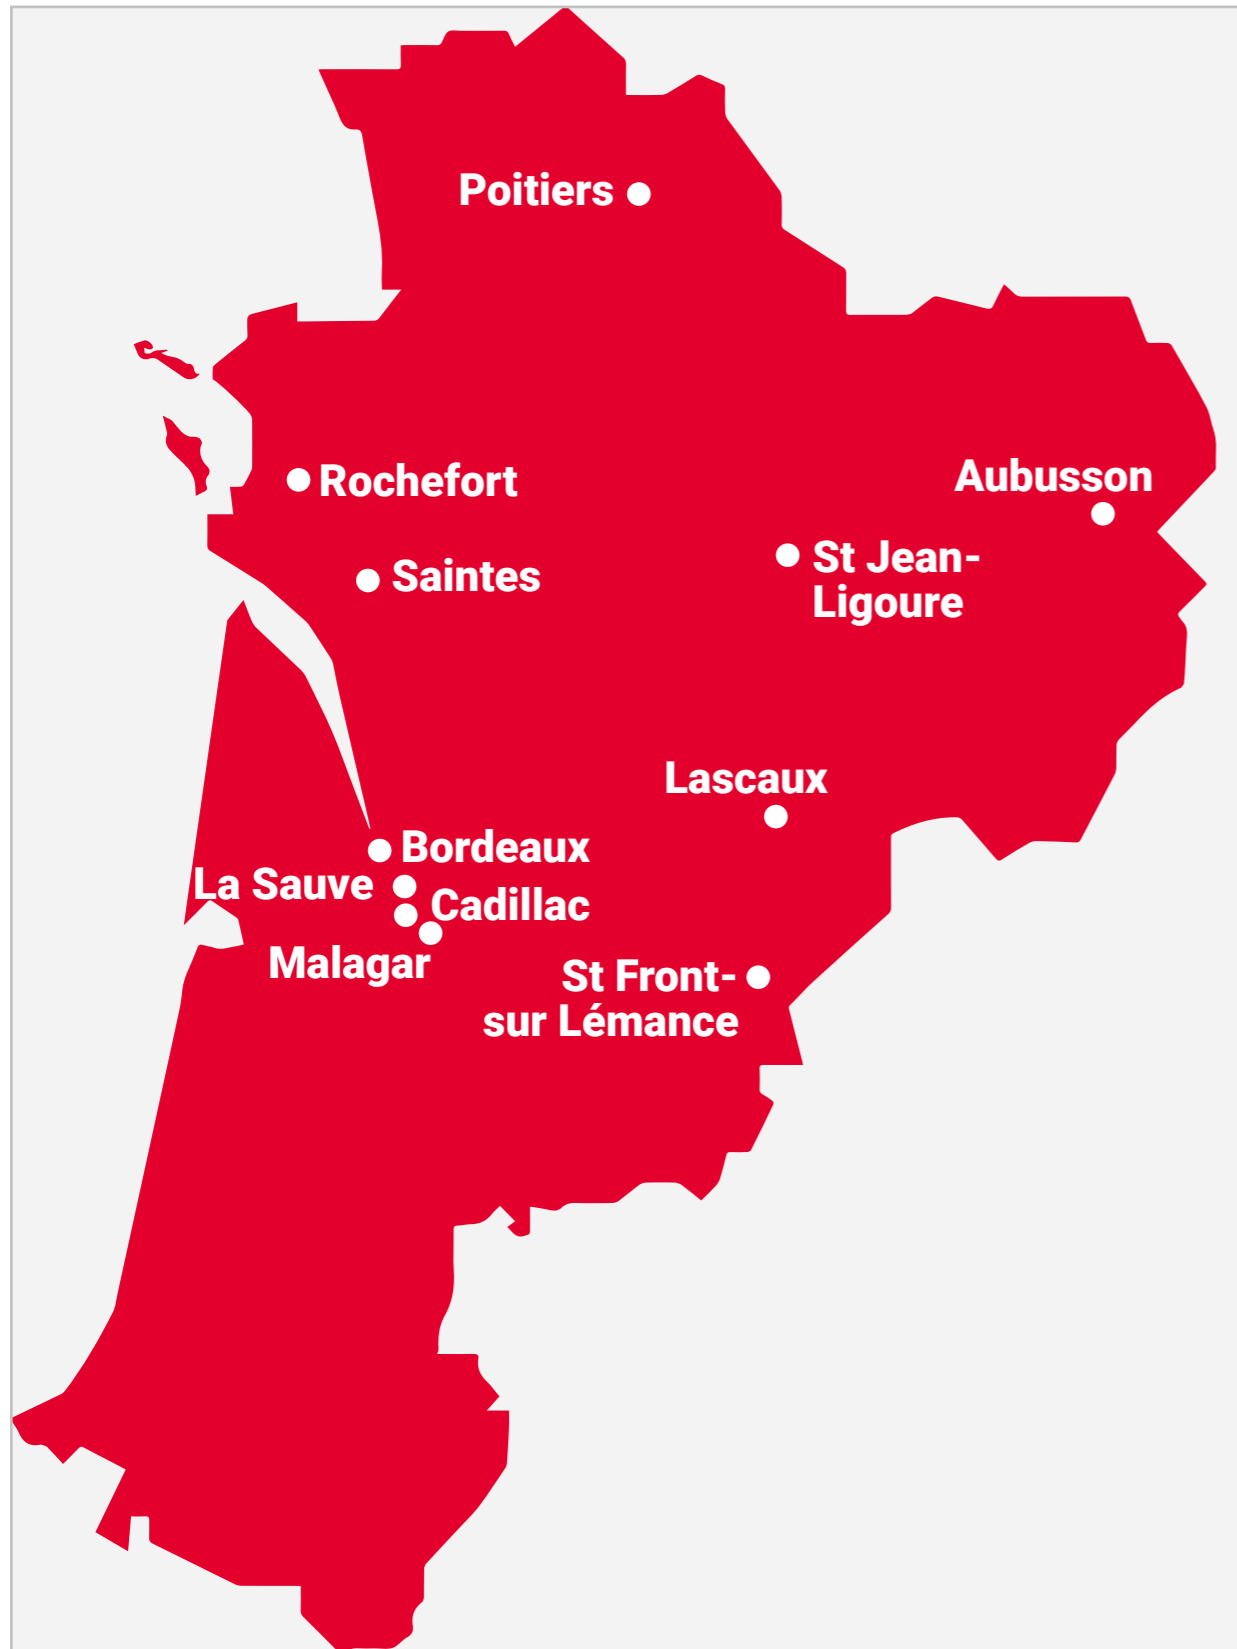 Poitiers
Rochefort
Aubusson
Saintes
St Jean-
Ligoure
Lascaux
Bordeaux
La Sauve
Cadillac
Malagar
St Front-
sur Lémance